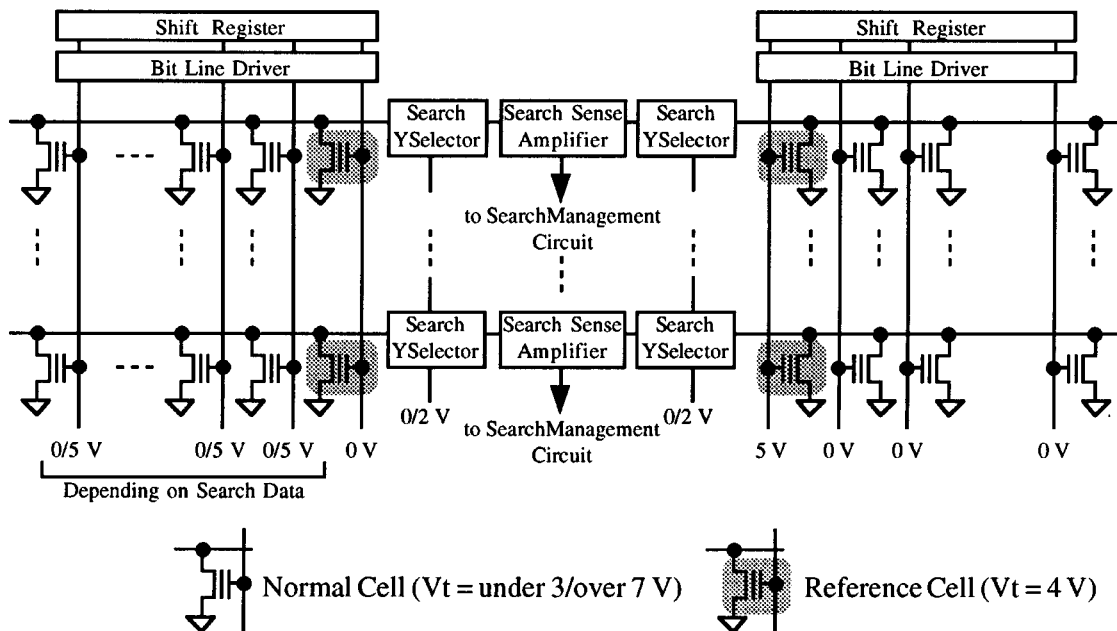 Shift Register
Shift Register
Bit Line Driver
Bit Line Driver
Search
YSelector
Search Sense
Amplifier
Search
YSelector
to SearchManagement
Circuit
Search
YSelector
Search Sense
Amplifier
Search
YSelector
0/5 V
0/5 V
0/5 V
0 V
0/2 V
to SearchManagement
Circuit
0/2 V
5 V
0 V
0 V
0 V
Depending on Search Data
Normal Cell (Vt = under 3/over 7 V)
Reference Cell (Vt = 4 V)